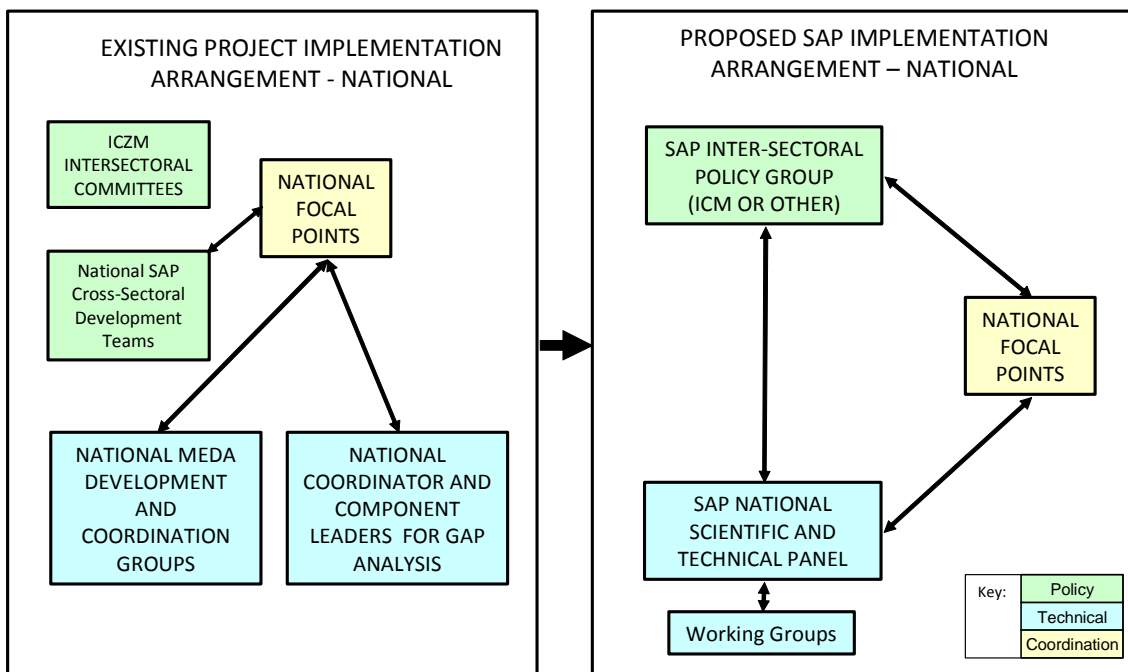 EXISTING PROJECT IMPLEMENTATION
ARRANGEMENT - NATIONAL
ICZM
INTERSECTORAL
COMMITTEES
NATIONAL
FOCAL
POINTS
National SAP
Cross-Sectoral
Development
Teams
NATIONAL MEDA
DEVELOPMENT
AND
COORDINATION
GROUPS
NATIONAL
COORDINATOR AND
COMPONENT
LEADERS FOR GAP
ANALYSIS
PROPOSED SAP IMPLEMENTATION
ARRANGEMENT – NATIONAL
SAP INTER-SECTORAL
POLICY GROUP
(ICM OR OTHER)
NATIONAL
FOCAL
POINTS
SAP NATIONAL
SCIENTIFIC AND
TECHNICAL PANEL
Working Groups
Key:
Policy
Technical
Coordination